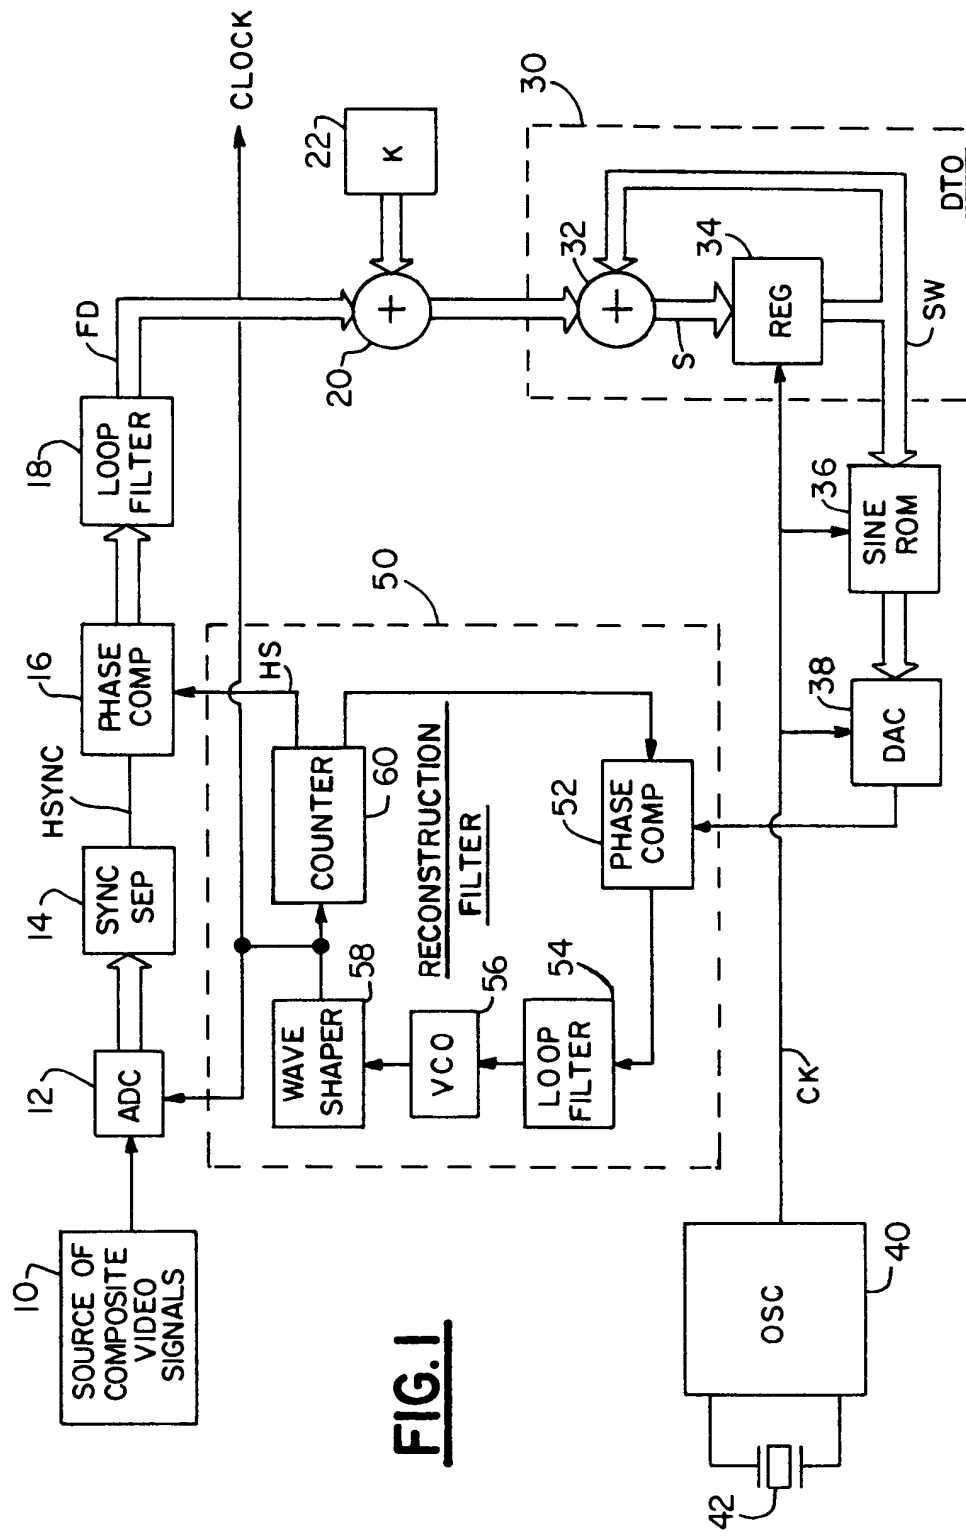 10
SOURCE OF
COMPOSITE
VIDEO
SIGNALS
12
ADC
14
SYNC
SEP
HSYNC
16
PHASE
COMP
18
LOOP
FILTER
FD
CLOCK
20
+
22
K
30
32
+
S
34
REG
DTO
SW
36
SINE
ROM
38
DAC
50
HS
COUNTER
60
RECONSTRUCTION
FILTER
52
PHASE
COMP
54
LOOP
FILTER
56
VCO
58
WAVE
SHAPER
CK
OSC
40
42
FIG. 1